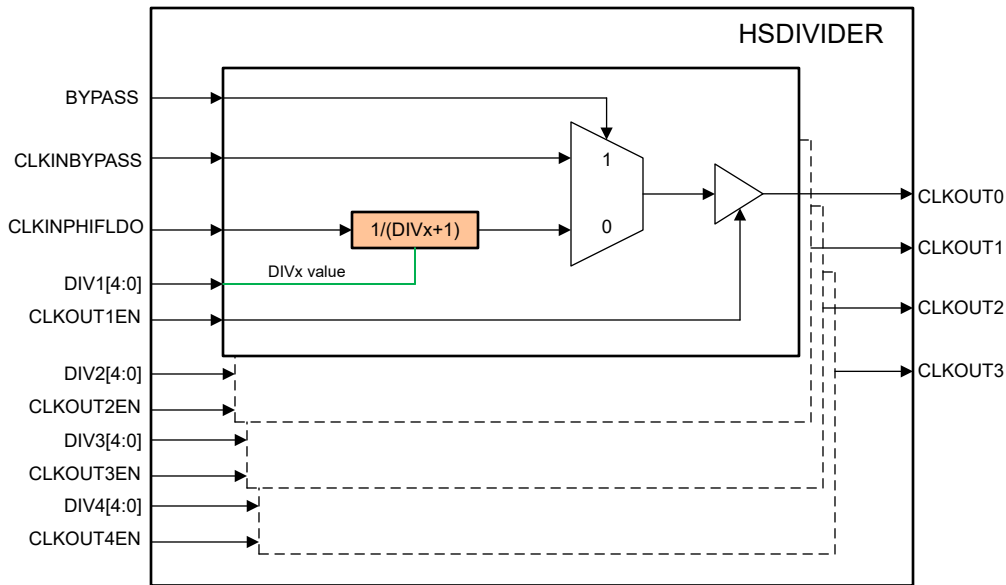 HSDIVIDER
BYPASS
CLKINBYPASS
CLKINPHIFLDO
DIV1[4:0]
CLKOUT1EN
DIV2[4:0]
CLKOUT2EN
DIV3[4:0]
CLKOUT3EN
DIV4[4:0]
CLKOUT4EN
1/(DIVx+1)
DIVx value
1
0
CLKOUT0
CLKOUT1
CLKOUT2
CLKOUT3